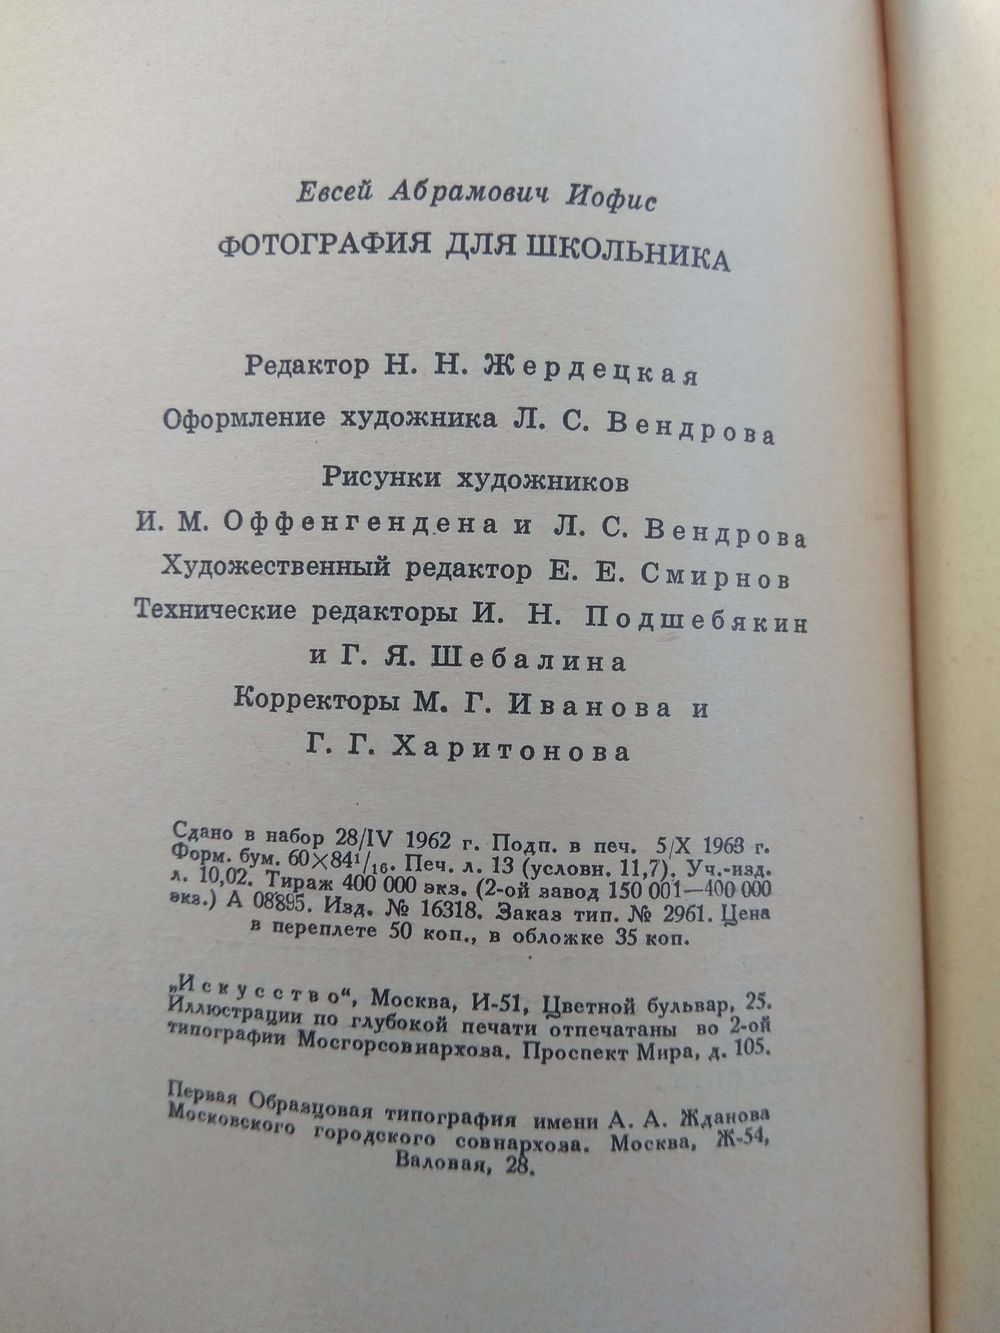 Евсей Абрамович Иофис
ФОТОГРАФИЯ ДЛЯ ШКОЛЬНИКА
Редактор Н. Н. Жердецкая
Оформление художника Л. С. Вендрова
Рисунки художников
И. М. Оффенгендена и Л. С. Вендрова
Художественный редактор Е. Е. Смирнов
Технические редакторы И. Н. Подшебякин
и Г. Я. Шебалина
Корректоры М. Г. Иванова и
Г. Г. Харитонова
Сдано в набор 28/IV 1962 г. Подп. в печ. 5/X 1963 г.
Форм. бум. 60×84¹/₁₆. Печ. л. 13 (условн. 11,7). Уч.-изд.
л. 10,02. Тираж 400 000 экз. (2-ой завод 150 001—400 000
экз.) А 08895. Изд. № 16318. Заказ тип. № 2961. Цена
в переплете 50 коп., в обложке 35 коп.
„Искусство“, Москва, И-51, Цветной бульвар, 25.
Иллюстрации по глубокой печати отпечатаны во 2-ой
типографии Мосгорсовнархоза. Проспект Мира, д. 105.
Первая Образцовая типография имени А. А. Жданова
Московского городского совнархоза. Москва, Ж-54,
Валовая, 28.